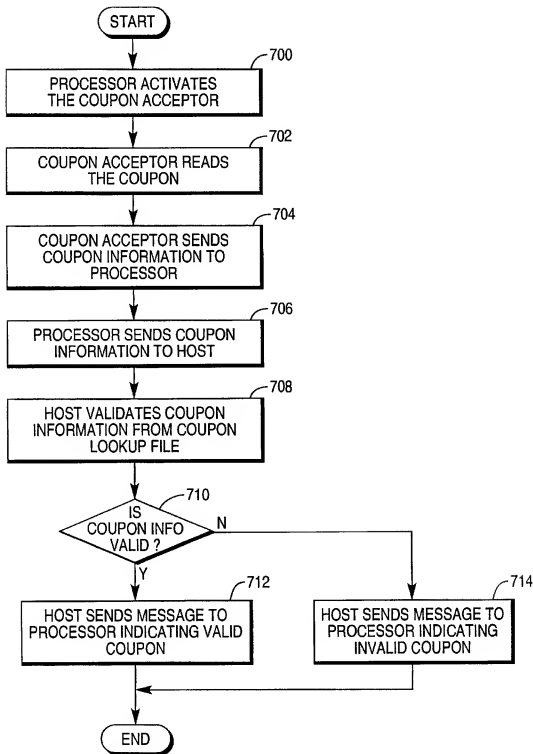 START
700
PROCESSOR ACTIVATES
THE COUPON ACCEPTOR
702
COUPON ACCEPTOR READS
THE COUPON
704
COUPON ACCEPTOR SENDS
COUPON INFORMATION TO
PROCESSOR
706
PROCESSOR SENDS COUPON
INFORMATION TO HOST
708
HOST VALIDATES COUPON
INFORMATION FROM COUPON
LOOKUP FILE
710
IS
COUPON INFO
VALID ?
N
Y
712
HOST SENDS MESSAGE TO
PROCESSOR INDICATING VALID
COUPON
714
HOST SENDS MESSAGE TO
PROCESSOR INDICATING
INVALID COUPON
END